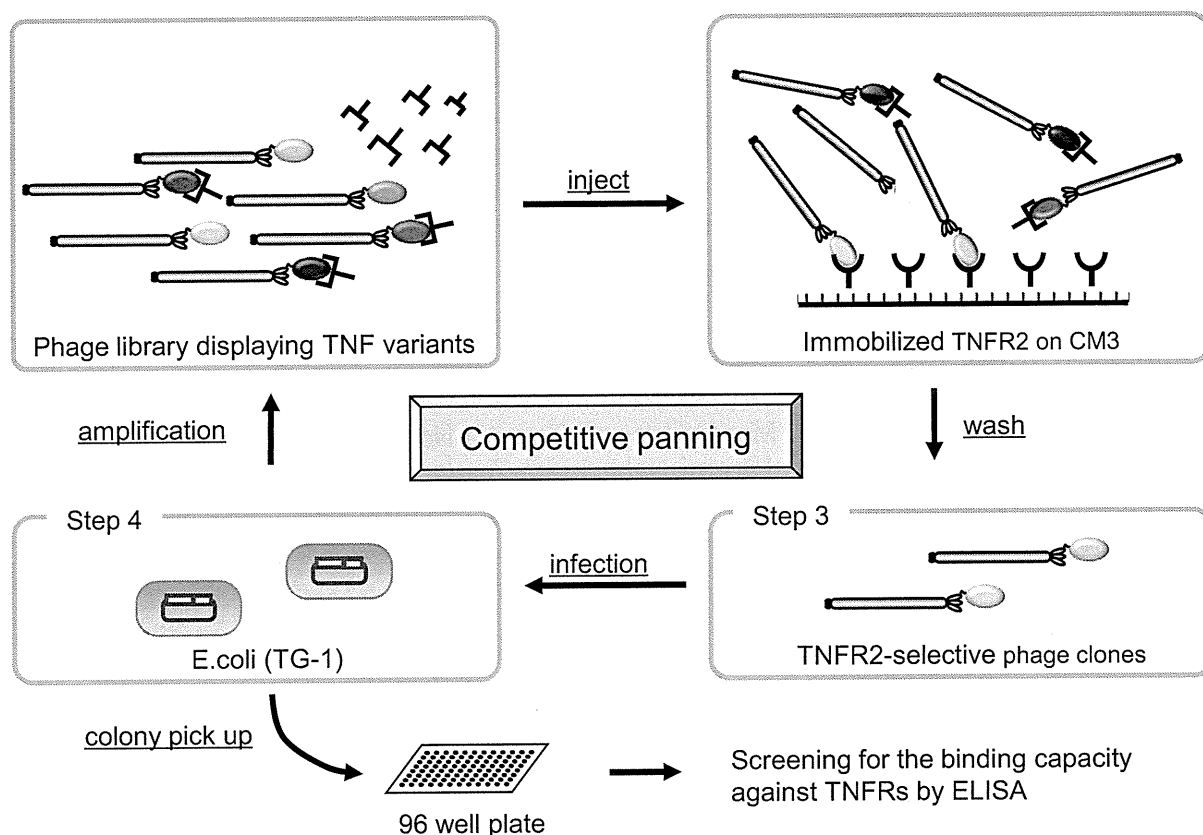 inject
Phage library displaying TNF variants
Immobilized TNFR2 on CM3
amplification
Competitive panning
wash
Step 4
Step 3
infection
E.coli (TG-1)
TNFR2-selective phage clones
colony pick up
96 well plate
Screening for the binding capacity
against TNFRs by ELISA